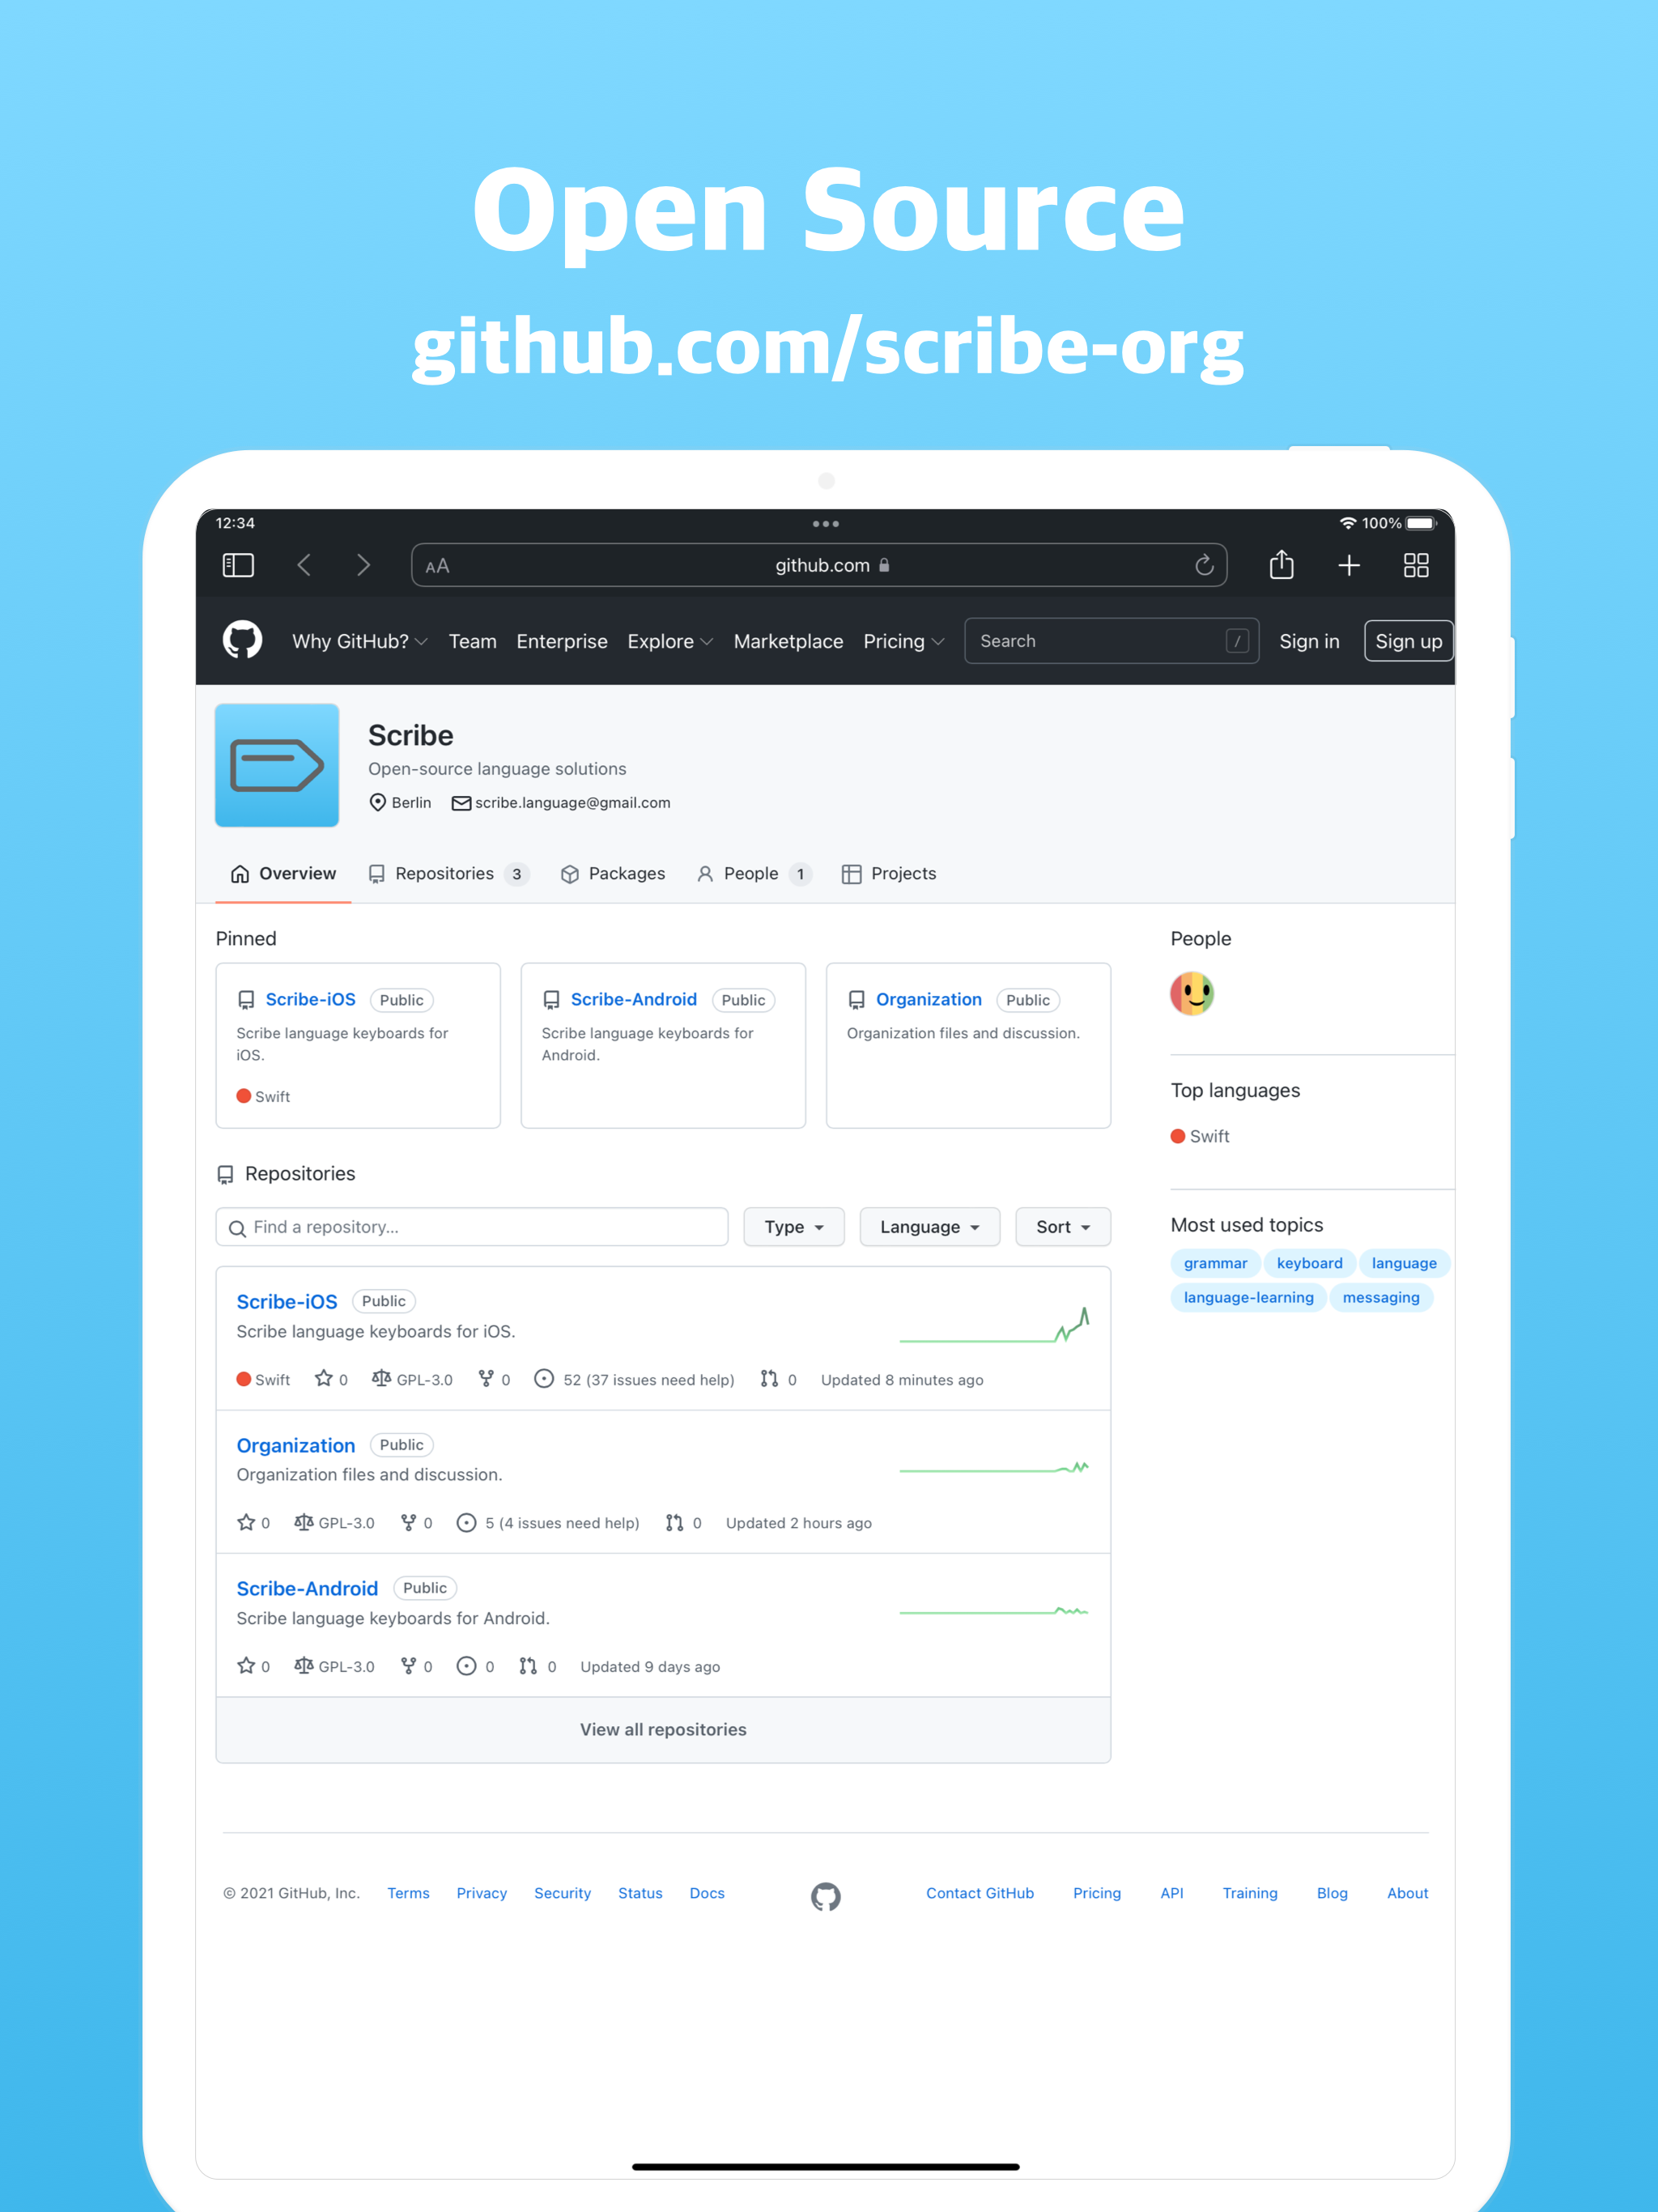 Open Source
github.com/scribe-org
12:34
100%
AA
github.com
Why GitHub? Team Enterprise Explore Marketplace Pricing Search / Sign in Sign up
Scribe
Open-source language solutions
Berlin scribe.language@gmail.com
Overview Repositories 3 Packages People 1 Projects
Pinned
Scribe-iOS Public
Scribe language keyboards for
iOS.
Swift
Scribe-Android Public
Scribe language keyboards for
Android.
Organization Public
Organization files and discussion.
People
Top languages
Swift
Most used topics
grammar keyboard language
language-learning messaging
Repositories
Find a repository... Type Language Sort
Scribe-iOS Public
Scribe language keyboards for iOS.
Swift 0 GPL-3.0 0 52 (37 issues need help) 0 Updated 8 minutes ago
Organization Public
Organization files and discussion.
0 GPL-3.0 0 5 (4 issues need help) 0 Updated 2 hours ago
Scribe-Android Public
Scribe language keyboards for Android.
0 GPL-3.0 0 0 0 Updated 9 days ago
View all repositories
© 2021 GitHub, Inc. Terms Privacy Security Status Docs Contact GitHub Pricing API Training Blog About